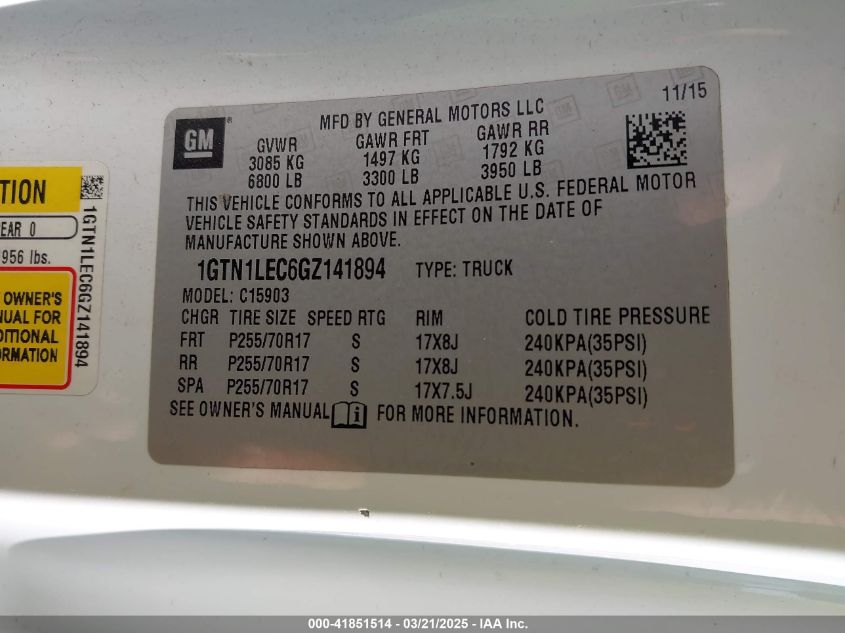 TION
EAR 0
956 lbs.
OWNER'S
UAL FOR
DITIONAL
ORMATION
1GTN1LEC6GZ141894
GM
MFD BY GENERAL MOTORS LLC
11/15
GVWR GAWR FRT GAWR RR
3085 KG 1497 KG 1792 KG
6800 LB 3300 LB 3950 LB
THIS VEHICLE CONFORMS TO ALL APPLICABLE U.S. FEDERAL MOTOR
VEHICLE SAFETY STANDARDS IN EFFECT ON THE DATE OF
MANUFACTURE SHOWN ABOVE.
1GTN1LEC6GZ141894 TYPE: TRUCK
MODEL: C15903
CHGR TIRE SIZE SPEED RTG RIM COLD TIRE PRESSURE
FRT P255/70R17 S 17X8J 240KPA(35PSI)
RR P255/70R17 S 17X8J 240KPA(35PSI)
SPA P255/70R17 S 17X7.5J 240KPA(35PSI)
SEE OWNER'S MANUAL i FOR MORE INFORMATION.
000-41851514 — 03/21/2025 — IAA Inc.